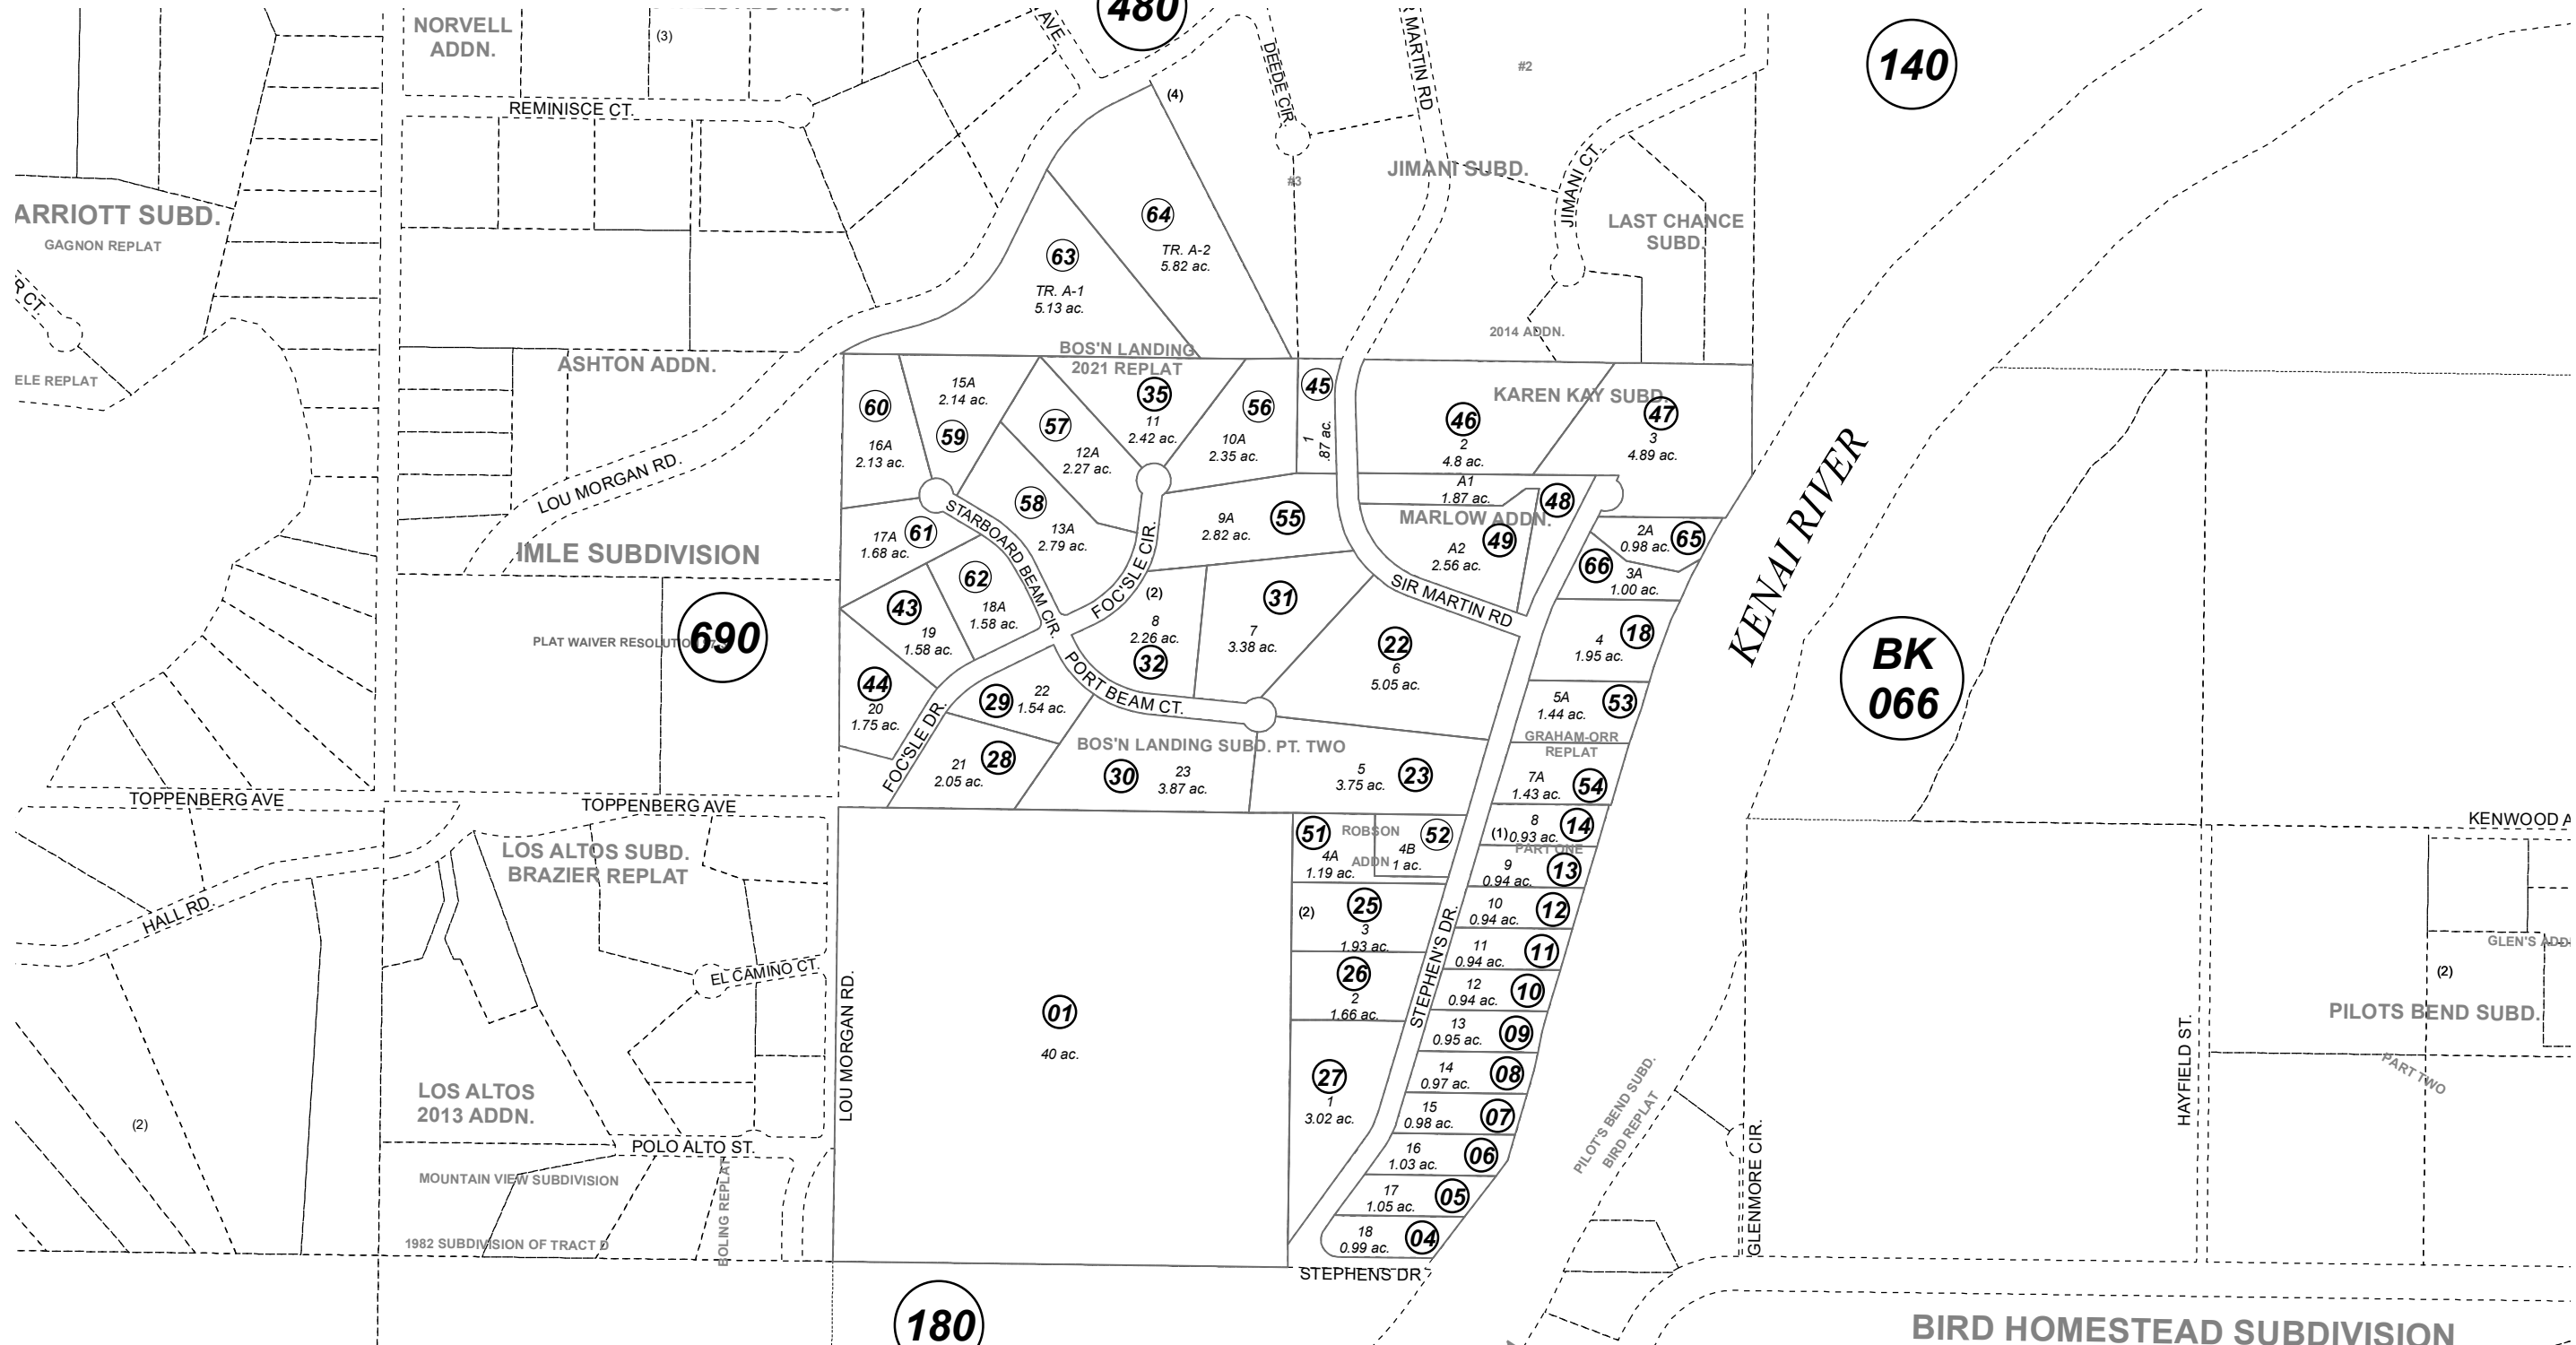 480
140
NORVELL
ADDN.
(3)
AVE.
DEEDE CIR.
MARTIN RD
#2
REMINISCE CT.
(4)
JIMANI SUBD.
#3
JIMANI CT.
ARRIOTT SUBD.
GAGNON REPLAT
LAST CHANCE
SUBD.
64
TR. A-2
5.82 ac.
63
TR. A-1
5.13 ac.
R CT.
2014 ADDN.
ELE REPLAT
ASHTON ADDN.
BOS'N LANDING
2021 REPLAT
60
16A
2.13 ac.
15A
2.14 ac.
59
57
12A
2.27 ac.
35
11
2.42 ac.
56
10A
2.35 ac.
45
1
.87 ac.
KAREN KAY SUBD.
46
2
4.8 ac.
47
3
4.89 ac.
LOU MORGAN RD.
A1
1.87 ac.
48
MARLOW ADDN.
49
A2
2.56 ac.
KENAI RIVER
STARBOARD BEAM CIR.
58
13A
2.79 ac.
FOC'SLE CIR.
9A
2.82 ac.
55
17A
1.68 ac.
61
2A
0.98 ac.
65
66
3A
1.00 ac.
IMLE SUBDIVISION
62
18A
1.58 ac.
43
19
1.58 ac.
(2)
8
2.26 ac.
32
31
7
3.38 ac.
SIR MARTIN RD
PLAT WAIVER RESOLUTIO
690
22
6
5.05 ac.
4
1.95 ac.
18
BK
066
44
20
1.75 ac.
29
22
1.54 ac.
PORT BEAM CT.
5A
1.44 ac.
53
FOC'SLE DR.
21
2.05 ac.
28
BOS'N LANDING SUBD. PT. TWO
GRAHAM-ORR
REPLAT
30
23
3.87 ac.
5
3.75 ac.
23
7A
1.43 ac.
54
TOPPENBERG AVE
TOPPENBERG AVE
KENWOOD A
51
4A
1.19 ac.
ROBSON
ADDN
52
4B
1 ac.
(1)
8
0.93 ac.
14
PART ONE
9
0.94 ac.
13
LOS ALTOS SUBD.
BRAZIER REPLAT
HALL RD.
(2)
25
3
1.93 ac.
10
0.94 ac.
12
STEPHEN'S DR.
11
0.94 ac.
11
GLEN'S ADD
(2)
EL CAMINO CT.
26
2
1.66 ac.
12
0.94 ac.
10
LOU MORGAN RD.
01
40 ac.
13
0.95 ac.
09
PILOTS BEND SUBD.
PART TWO
HAYFIELD ST.
27
1
3.02 ac.
14
0.97 ac.
08
LOS ALTOS
2013 ADDN.
15
0.98 ac.
07
PILOT'S BEND SUBD.
BIRD REPLAT
(2)
POLO ALTO ST.
16
1.03 ac.
06
MOUNTAIN VIEW SUBDIVISION
BOLING REPLAT
17
1.05 ac.
05
GLENMORE CIR.
1982 SUBDIVISION OF TRACT D
18
0.99 ac.
04
STEPHENS DR
180
BIRD HOMESTEAD SUBDIVISION